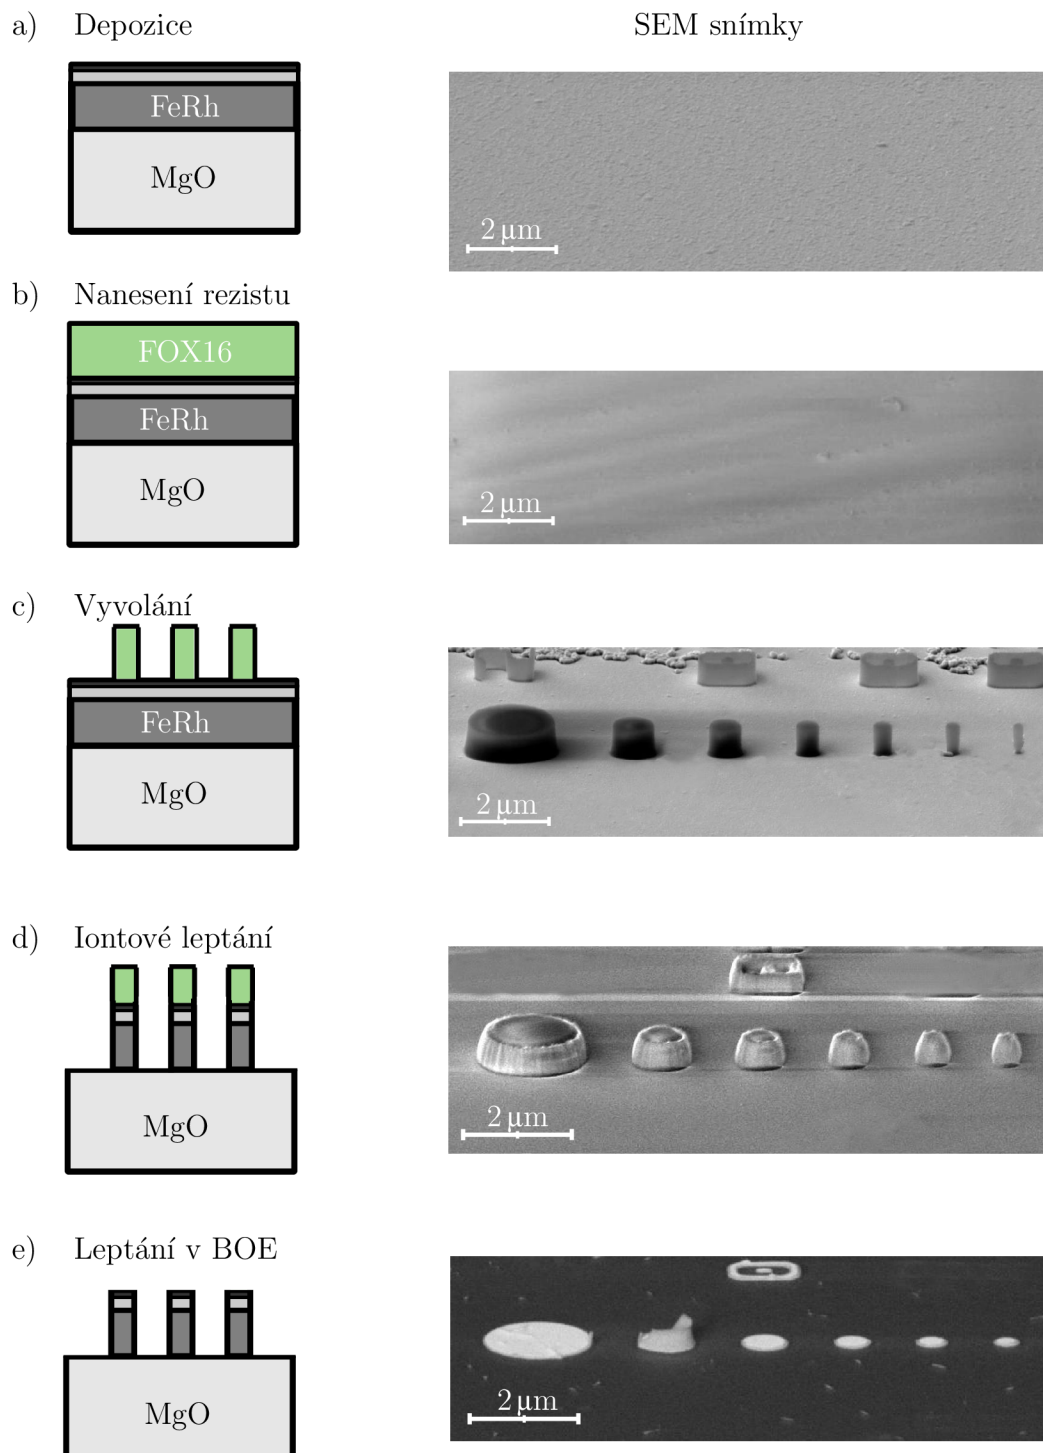 a) Depozice
SEM snímky
FeRh
MgO
2 µm
b) Nanesení rezistu
FOX16
FeRh
MgO
2 µm
c) Vyvolání
FeRh
MgO
2 µm
d) Iontové leptání
MgO
2 µm
e) Leptání v BOE
MgO
2 µm